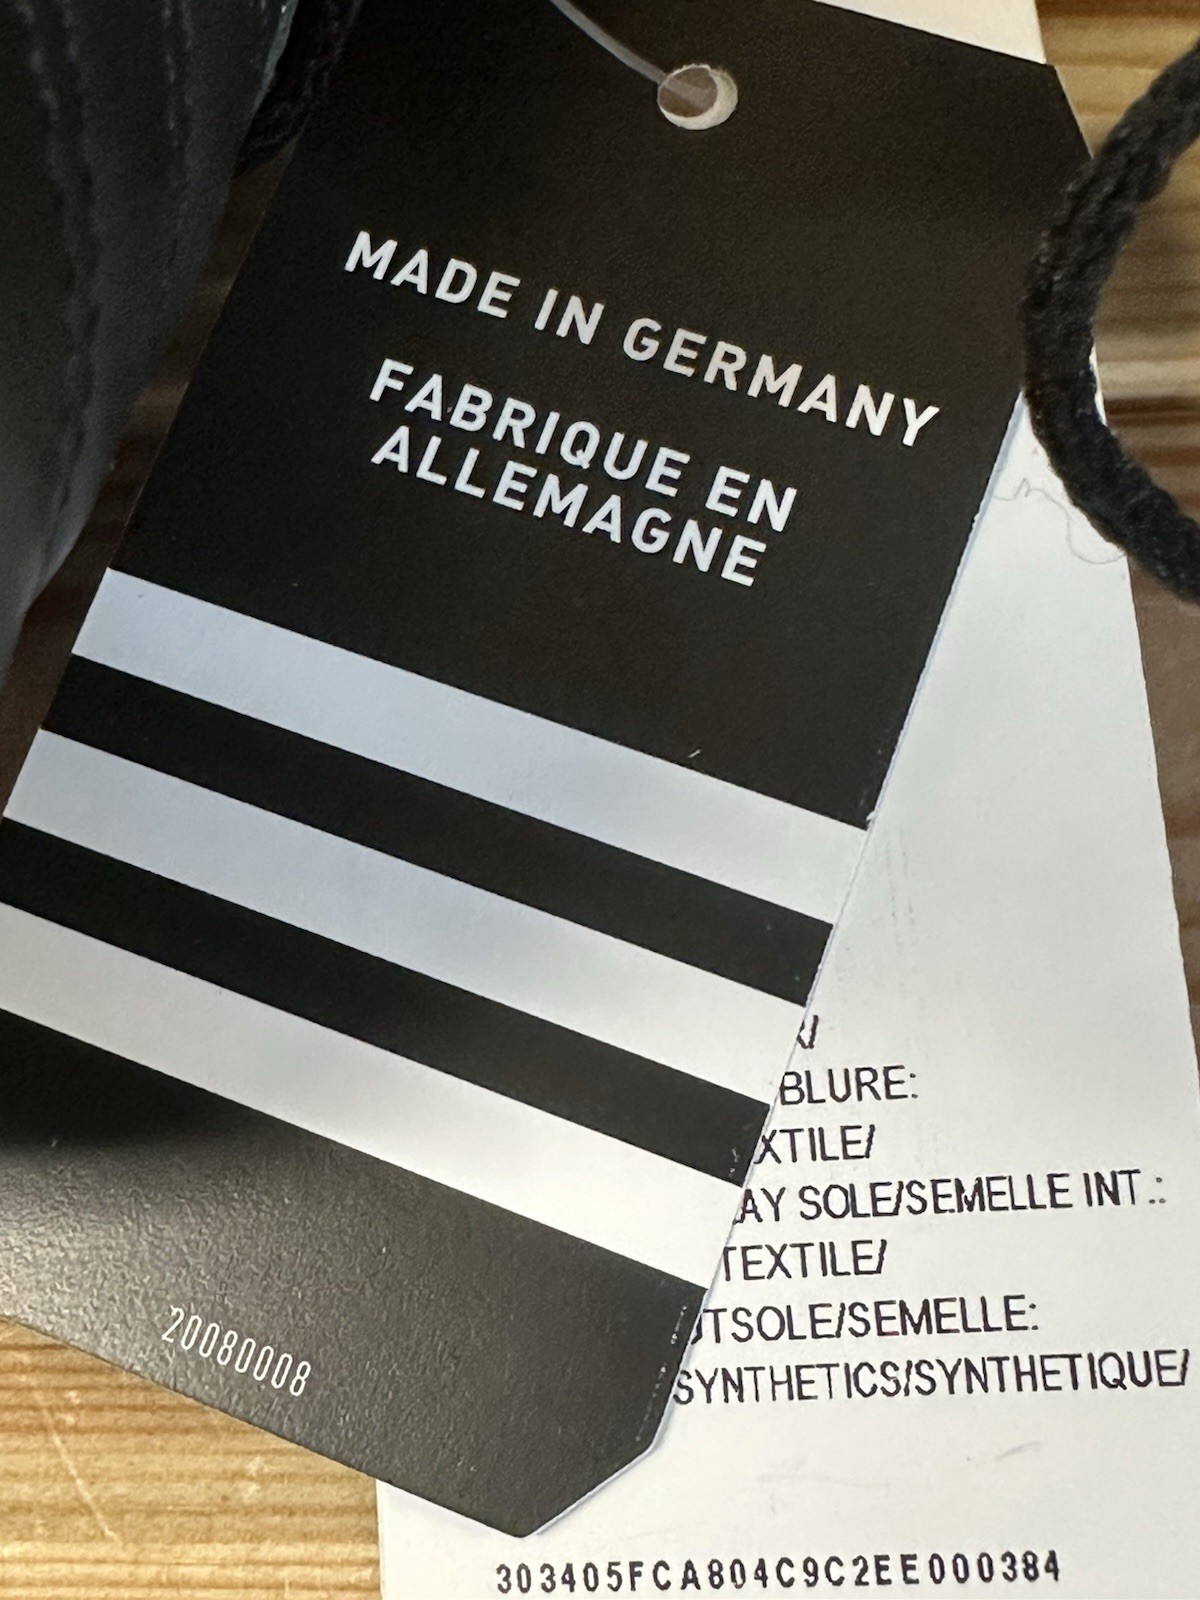 MADE IN GERMANY
FABRIQUE EN
ALLEMAGNE
20080008
BLURE:
XTILE/
AY SOLE/SEMELLE INT.:
TEXTILE/
TSOLE/SEMELLE:
SYNTHETICS/SYNTHETIQUE/
303405FCA804C9C2EE000384